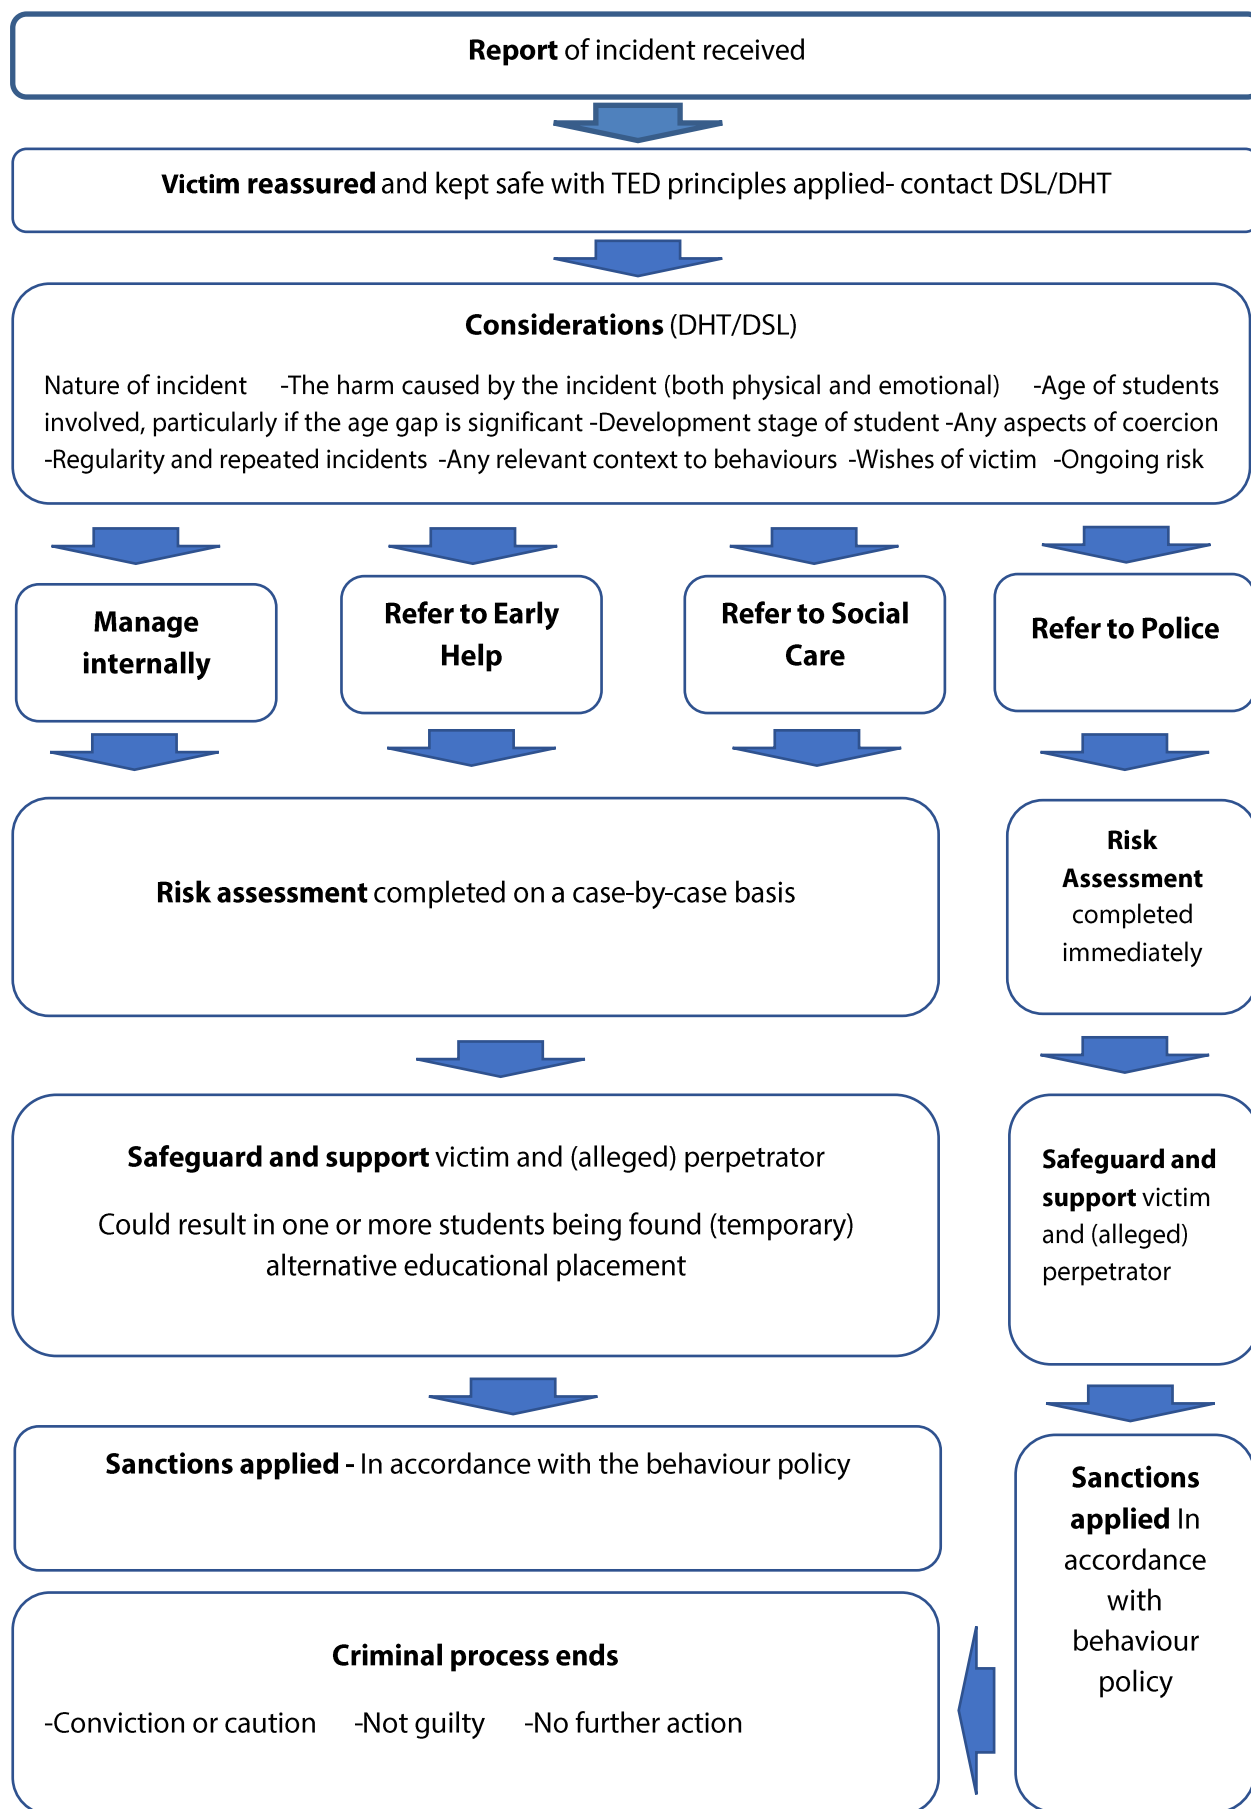 Report of incident received
Victim reassured and kept safe with TED principles applied- contact DSL/DHT
Considerations (DHT/DSL)
Nature of incident -The harm caused by the incident (both physical and emotional) -Age of students
involved, particularly if the age gap is significant -Development stage of student -Any aspects of coercion
-Regularity and repeated incidents -Any relevant context to behaviours -Wishes of victim -Ongoing risk
Manage
internally
Refer to Early
Help
Refer to Social
Care
Refer to Police
Risk assessment completed on a case-by-case basis
Risk
Assessment
completed
immediately
Safeguard and support victim and (alleged) perpetrator
Could result in one or more students being found (temporary)
alternative educational placement
Safeguard and
support victim
and (alleged)
perpetrator
Sanctions applied - In accordance with the behaviour policy
Sanctions
applied In
accordance
with
behaviour
policy
Criminal process ends
-Conviction or caution -Not guilty -No further action